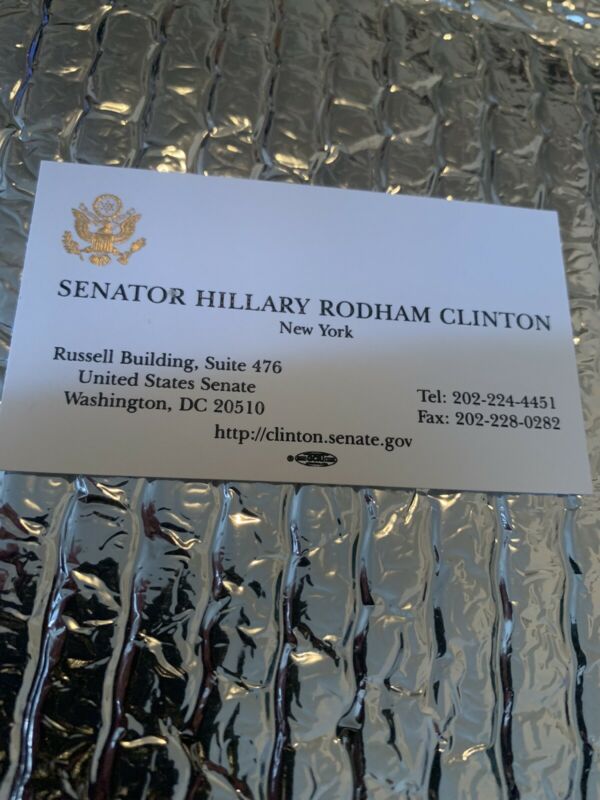 SENATOR HILLARY RODHAM CLINTON
New York
Russell Building, Suite 476
United States Senate
Washington, DC 20510
Tel: 202-224-4451
Fax: 202-228-0282
http://clinton.senate.gov